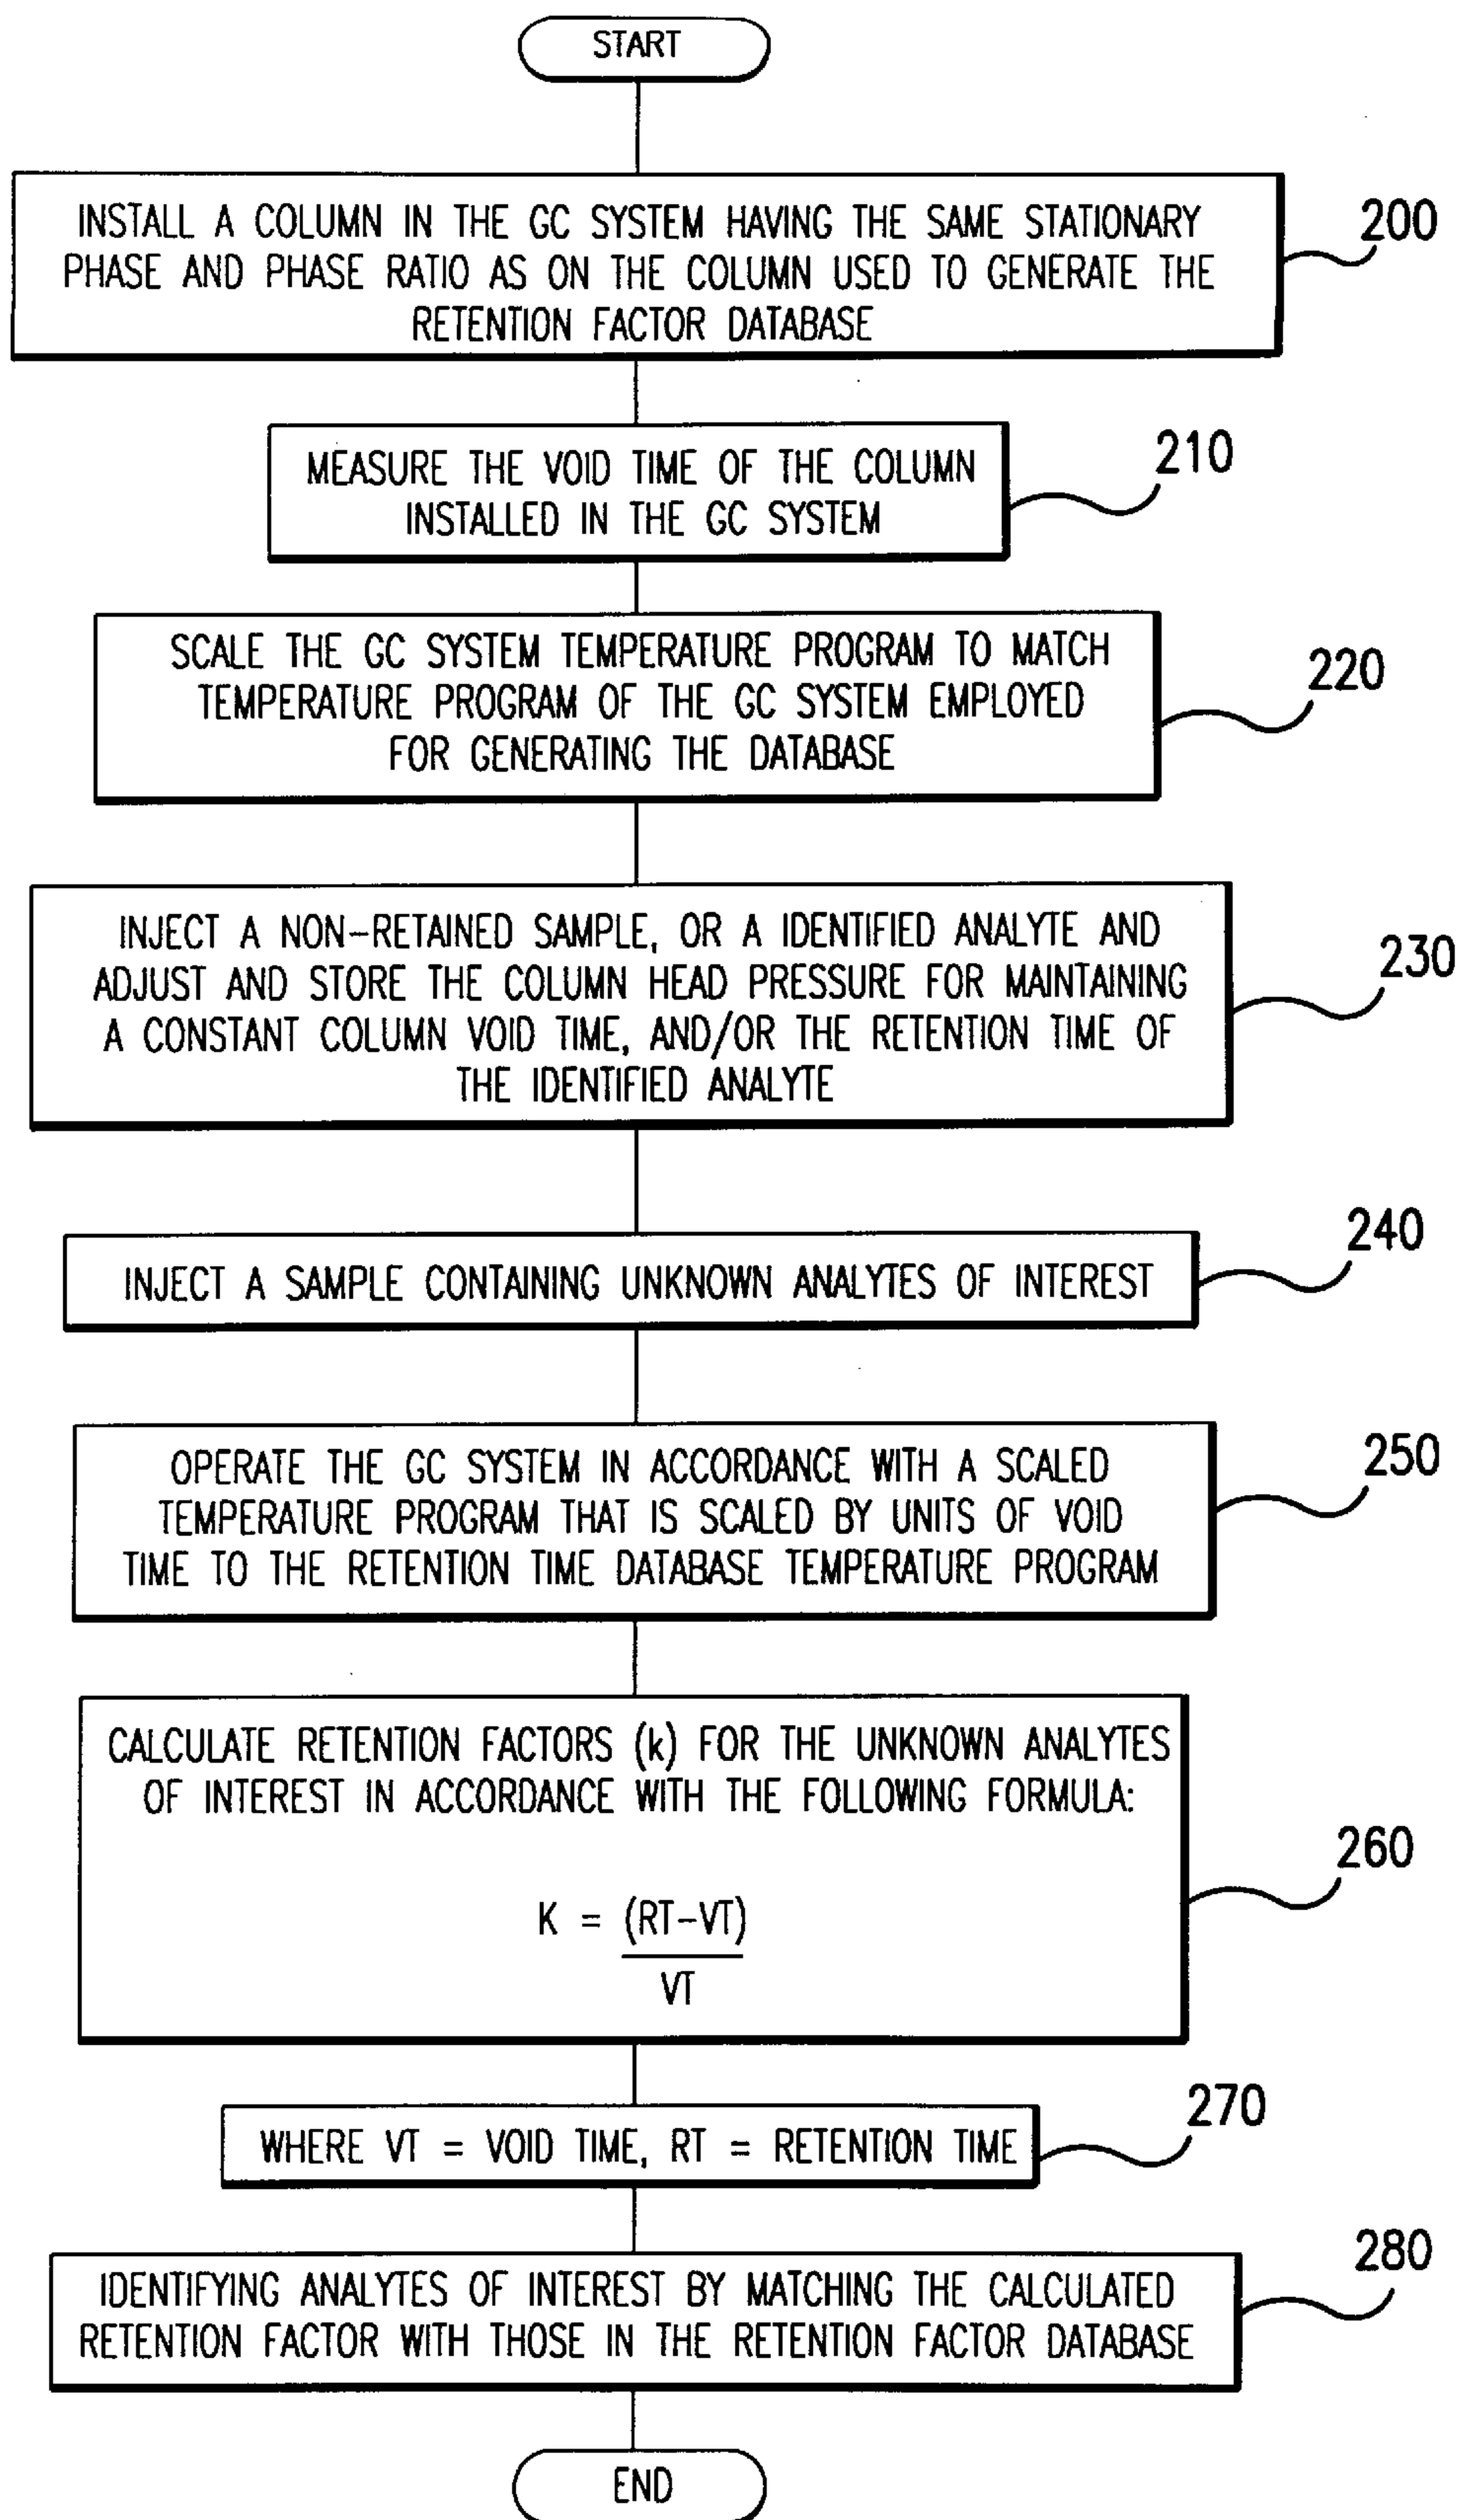 START
INSTALL A COLUMN IN THE GC SYSTEM HAVING THE SAME STATIONARY
PHASE AND PHASE RATIO AS ON THE COLUMN USED TO GENERATE THE
RETENTION FACTOR DATABASE
200
MEASURE THE VOID TIME OF THE COLUMN
INSTALLED IN THE GC SYSTEM
210
SCALE THE GC SYSTEM TEMPERATURE PROGRAM TO MATCH
TEMPERATURE PROGRAM OF THE GC SYSTEM EMPLOYED
FOR GENERATING THE DATABASE
220
INJECT A NON-RETAINED SAMPLE, OR A IDENTIFIED ANALYTE AND
ADJUST AND STORE THE COLUMN HEAD PRESSURE FOR MAINTAINING
A CONSTANT COLUMN VOID TIME, AND/OR THE RETENTION TIME OF
THE IDENTIFIED ANALYTE
230
INJECT A SAMPLE CONTAINING UNKNOWN ANALYTES OF INTEREST
240
OPERATE THE GC SYSTEM IN ACCORDANCE WITH A SCALED
TEMPERATURE PROGRAM THAT IS SCALED BY UNITS OF VOID
TIME TO THE RETENTION TIME DATABASE TEMPERATURE PROGRAM
250
CALCULATE RETENTION FACTORS (k) FOR THE UNKNOWN ANALYTES
OF INTEREST IN ACCORDANCE WITH THE FOLLOWING FORMULA:
K = (RT-VT)
VT
260
WHERE VT = VOID TIME, RT = RETENTION TIME
270
IDENTIFYING ANALYTES OF INTEREST BY MATCHING THE CALCULATED
RETENTION FACTOR WITH THOSE IN THE RETENTION FACTOR DATABASE
280
END